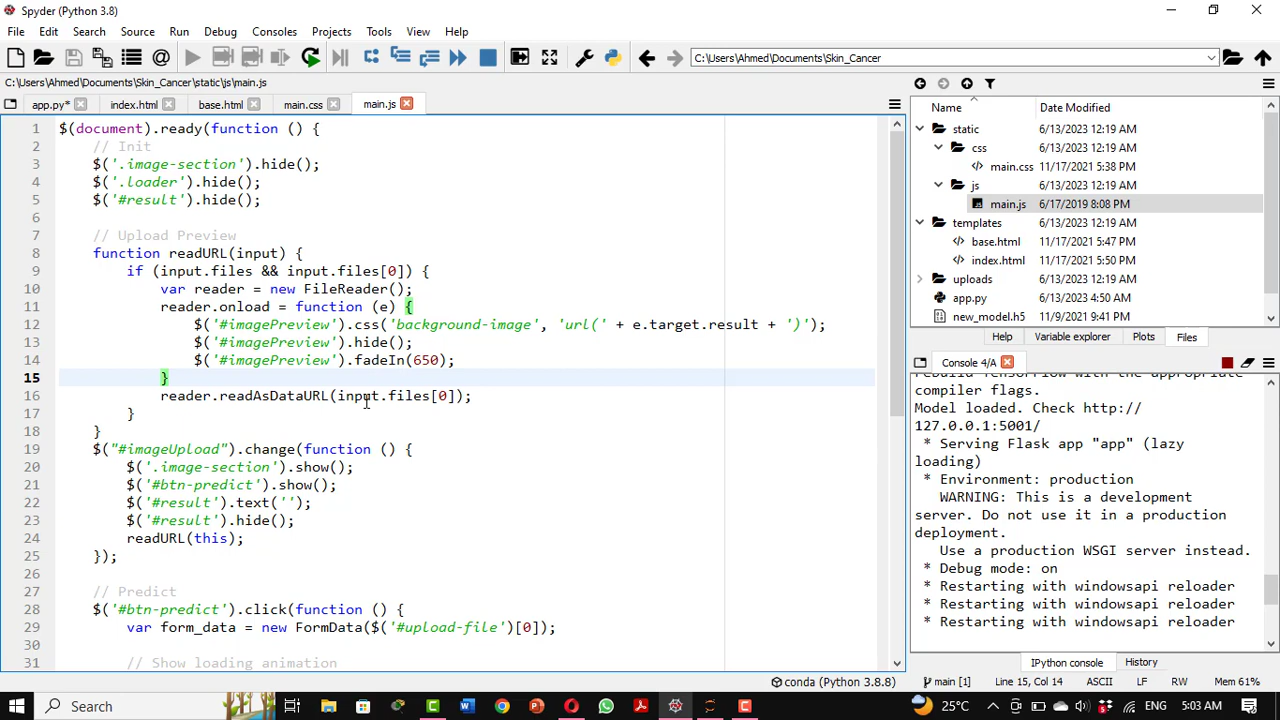 Spyder (Python 3.8)
File Edit Search Source Run Debug Consoles Projects Tools View Help
C:\Users\Ahmed\Documents\Skin_Cancer
C:\Users\Ahmed\Documents\Skin_Cancer\static\js\main.js
app.py* index.html base.html main.css main.js
1 $(document).ready(function () {
2 // Init
3 $('.image-section').hide();
4 $('.loader').hide();
5 $('#result').hide();
6
7 // Upload Preview
8 function readURL(input) {
9 if (input.files && input.files[0]) {
10 var reader = new FileReader();
11 reader.onload = function (e) {
12 $('#imagePreview').css('background-image', 'url(' + e.target.result + ')');
13 $('#imagePreview').hide();
14 $('#imagePreview').fadeIn(650);
15 }
16 reader.readAsDataURL(input.files[0]);
17 }
18 }
19 $("#imageUpload").change(function () {
20 $('.image-section').show();
21 $('#btn-predict').show();
22 $('#result').text('');
23 $('#result').hide();
24 readURL(this);
25 });
26
27 // Predict
28 $('#btn-predict').click(function () {
29 var form_data = new FormData($('#upload-file')[0]);
30
31 // Show loading animation
Name Date Modified
static 6/13/2023 12:19 AM
css 6/13/2023 12:19 AM
main.css 11/17/2021 5:38 PM
js 6/13/2023 12:19 AM
main.js 6/17/2019 8:08 PM
templates 6/13/2023 12:19 AM
base.html 11/17/2021 5:47 PM
index.html 11/17/2021 5:40 PM
uploads 6/13/2023 12:19 AM
app.py 6/13/2023 4:50 AM
new_model.h5 11/9/2021 9:41 PM
Help Variable explorer Plots Files
Console 4/A
rebuild TensorFlow with the appropriate
compiler flags.
Model loaded. Check http://
127.0.0.1:5001/
* Serving Flask app "app" (lazy
loading)
* Environment: production
WARNING: This is a development
server. Do not use it in a production
deployment.
Use a production WSGI server instead.
* Debug mode: on
* Restarting with windowsapi reloader
* Restarting with windowsapi reloader
* Restarting with windowsapi reloader
IPython console History
conda (Python 3.8.8) main [1] Line 15, Col 14 ASCII LF RW Mem 61%
Search 25°C ENG 5:03 AM